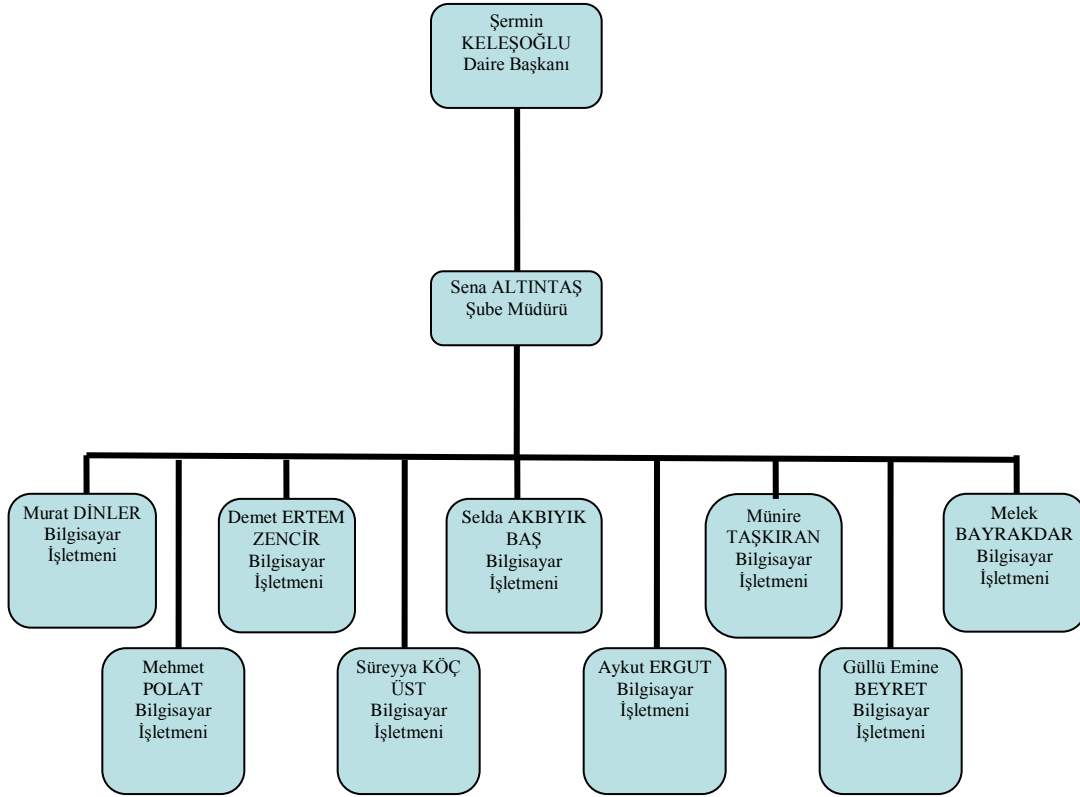 Şermin
KELEŞOĞLU
Daire Başkanı
Sena ALTINTAŞ
Şube Müdürü
Murat DİNLER
Bilgisayar
İşletmeni
Demet ERTEM
ZENCİR
Bilgisayar
İşletmeni
Selda AKBIYIK
BAŞ
Bilgisayar
İşletmeni
Münire
TAŞKIRAN
Bilgisayar
İşletmeni
Melek
BAYRAKDAR
Bilgisayar
İşletmeni
Mehmet
POLAT
Bilgisayar
İşletmeni
Süreyya KÖÇ
ÜST
Bilgisayar
İşletmeni
Aykut ERGUT
Bilgisayar
İşletmeni
Güllü Emine
BEYRET
Bilgisayar
İşletmeni